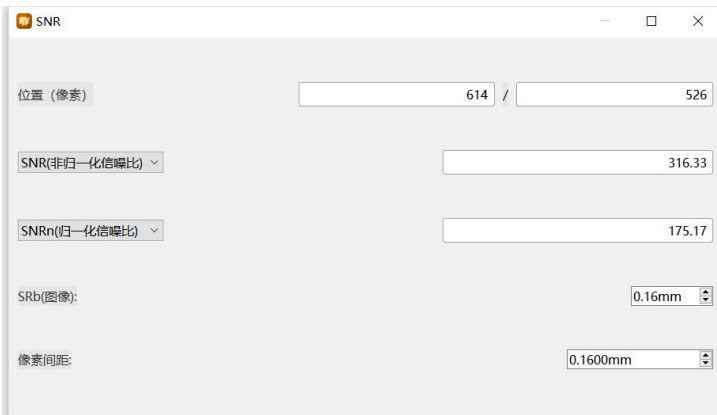 SNR
位置（像素） 614 / 526
SNR(非归一化信噪比) 316.33
SNRn(归一化信噪比) 175.17
SRb(图像): 0.16mm
像素间距: 0.1600mm